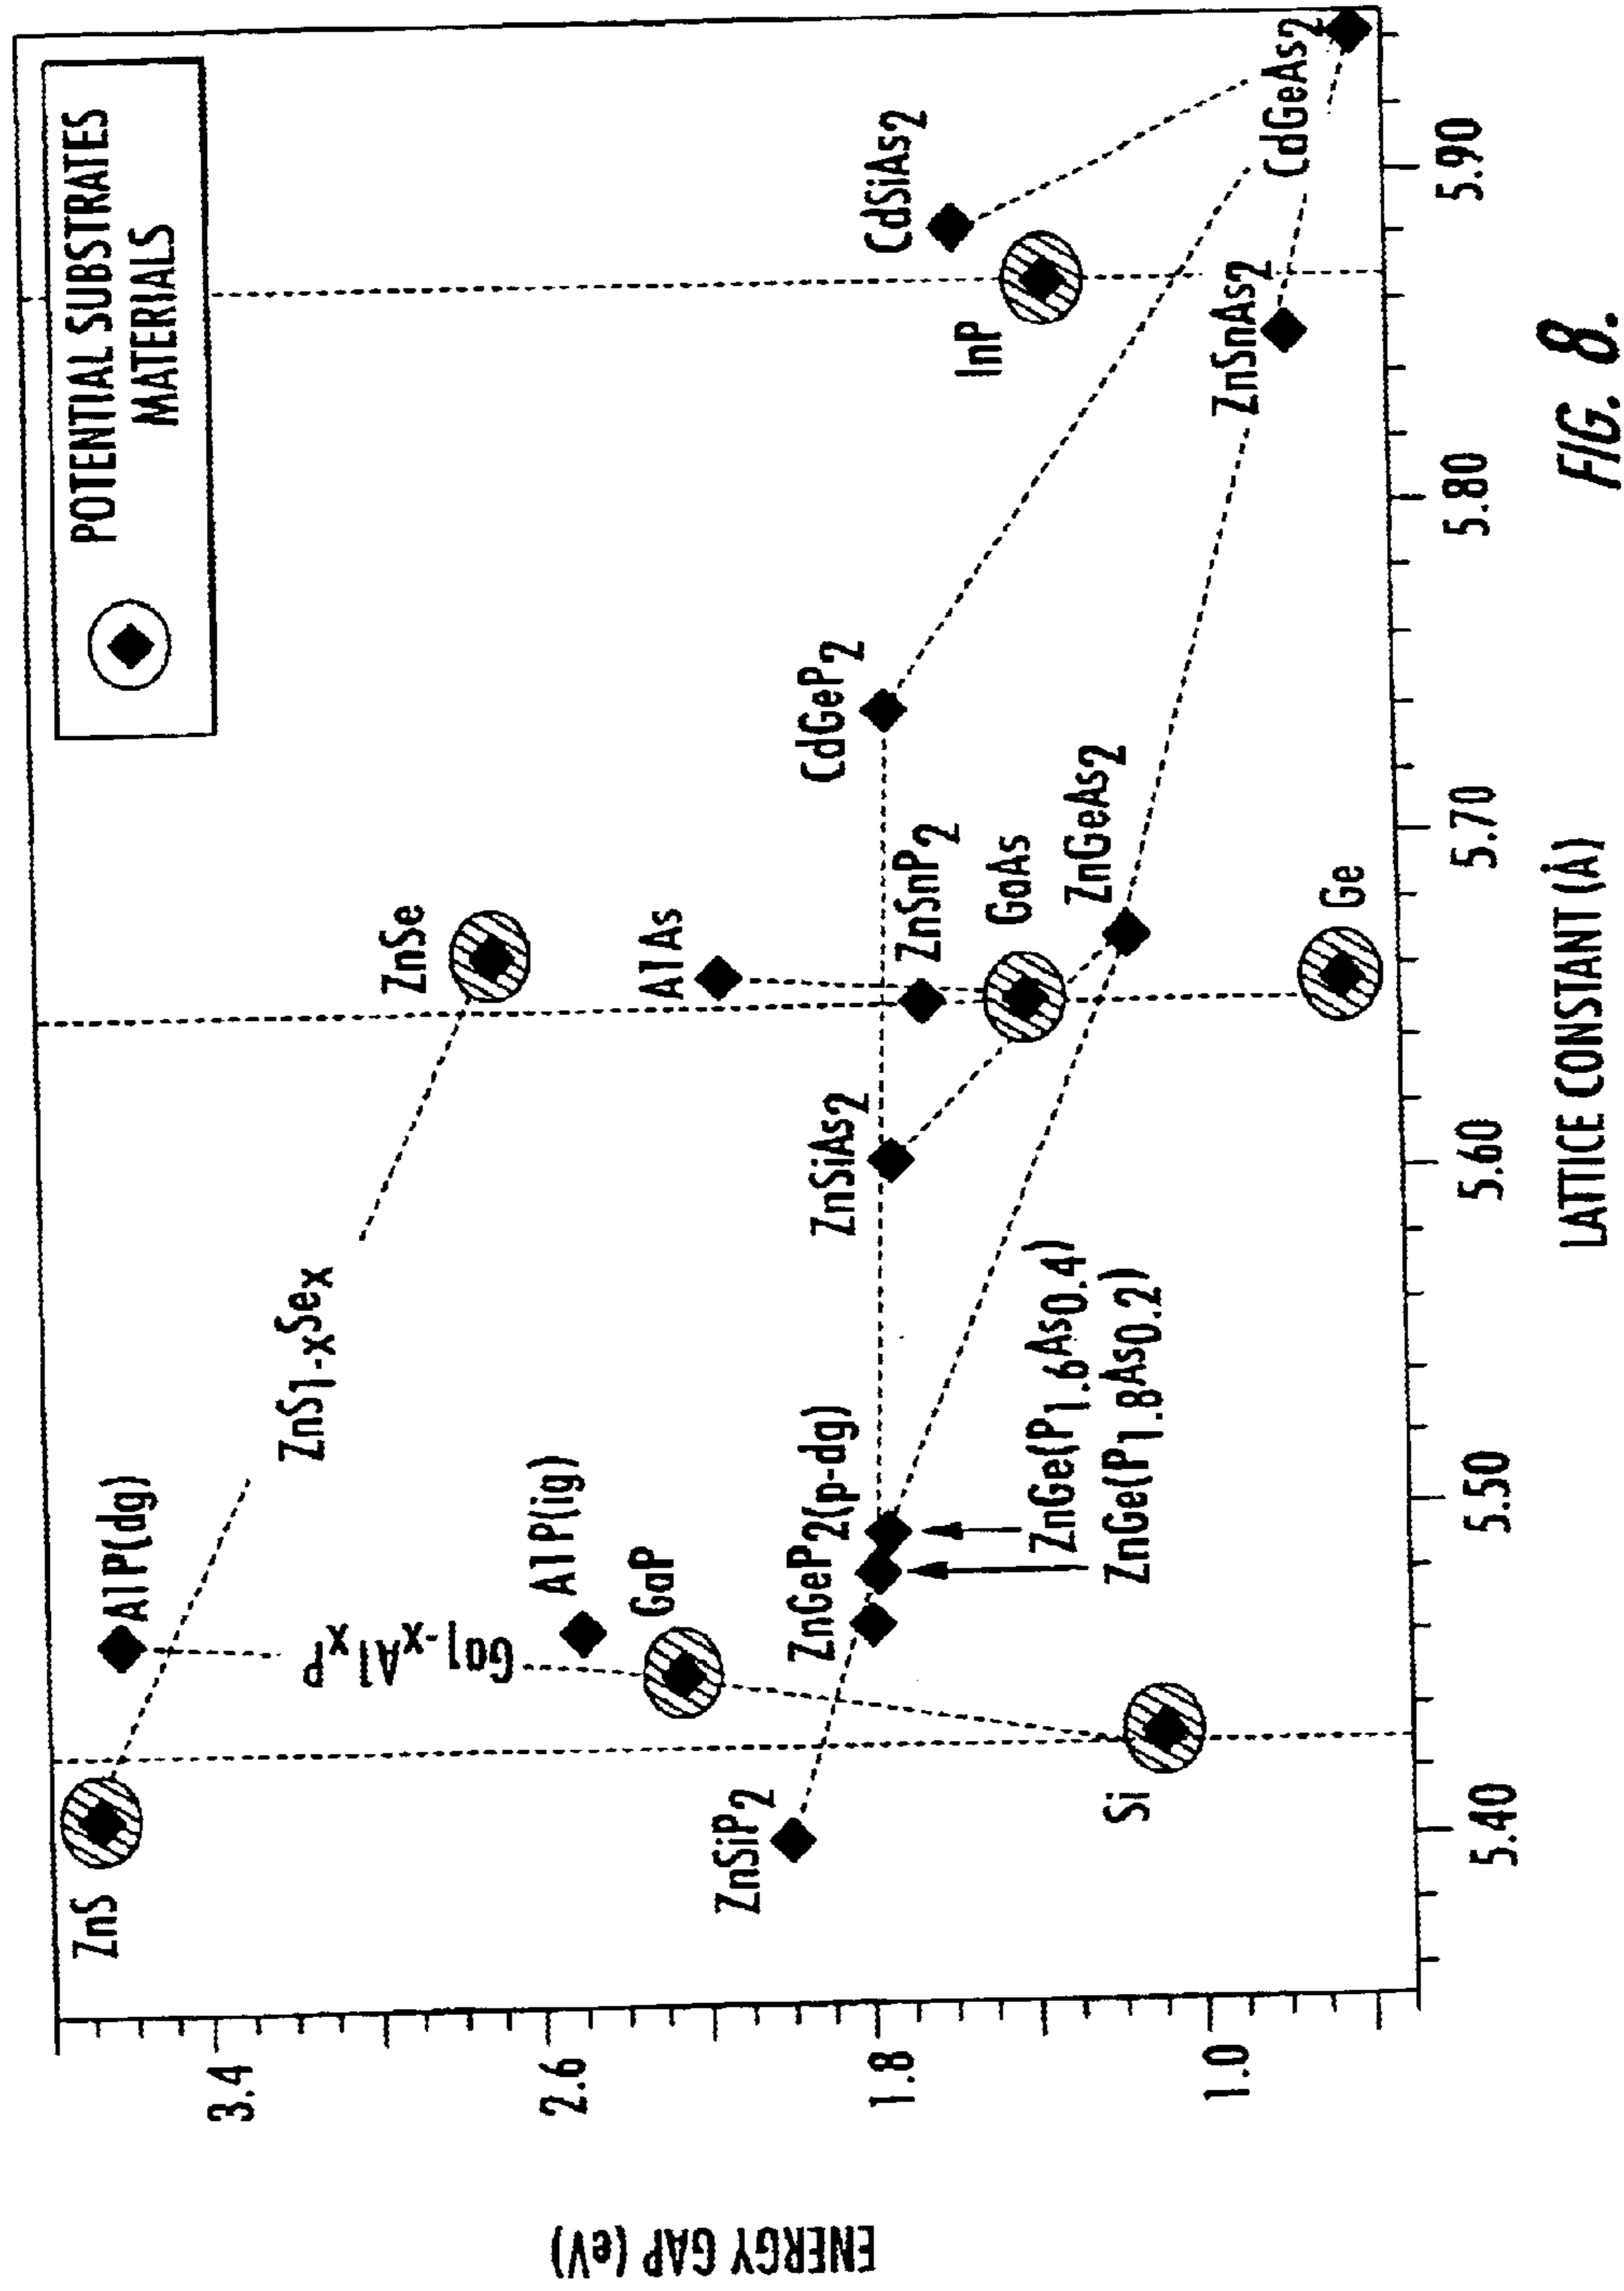 POTENTIAL SUBSTRATES
MATERIALS
ENERGY GAP (eV)
3.4
2.6
1.8
1.0
ZnS
AlP(dg)
ZnS1-xSex
Ga1-xAlxP
AlP(ig)
GaP
ZnSe
AlAs
ZnSiP2
ZnGeP2(p-dg)
ZnSiAs2
ZnSnP2
CdGeP2
CdSiAs2
GaAs
InP
ZnGe(P1.6As0.4)
ZnGe(P1.8As0.2)
Si
ZnGeAs2
ZnSnAs2
Ge
CdGeAs2
5.40
5.50
5.60
5.70
5.80
5.90
LATTICE CONSTANT (Å)
FIG. 8.